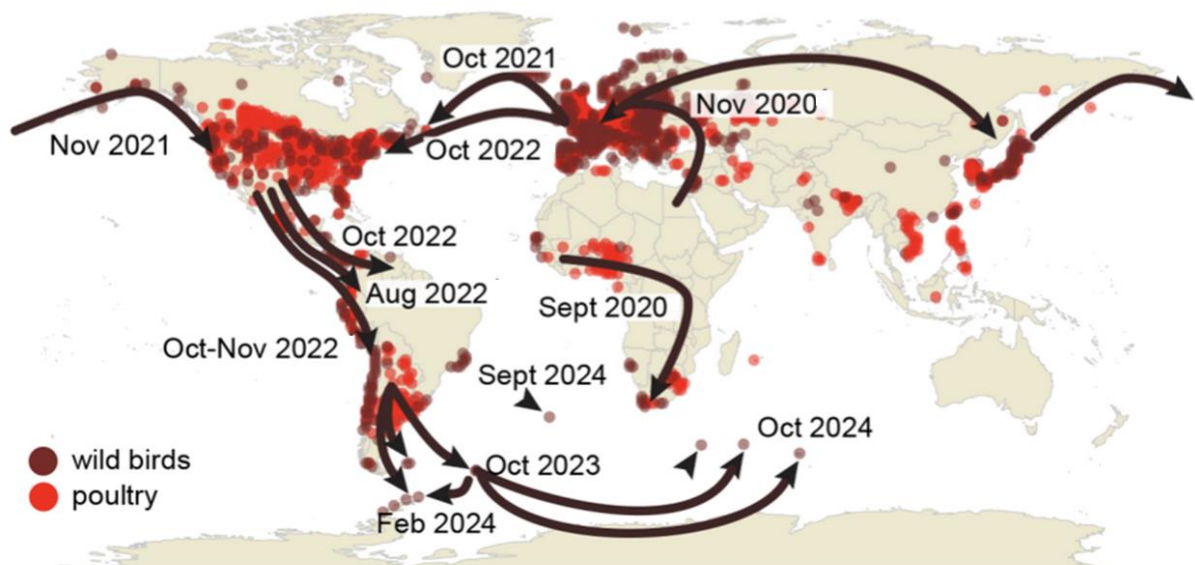 Oct 2021
Nov 2020
Nov 2021
Oct 2022
Oct 2022
Aug 2022
Sept 2020
Oct-Nov 2022
Sept 2024
Oct 2024
wild birds
Oct 2023
poultry
Feb 2024